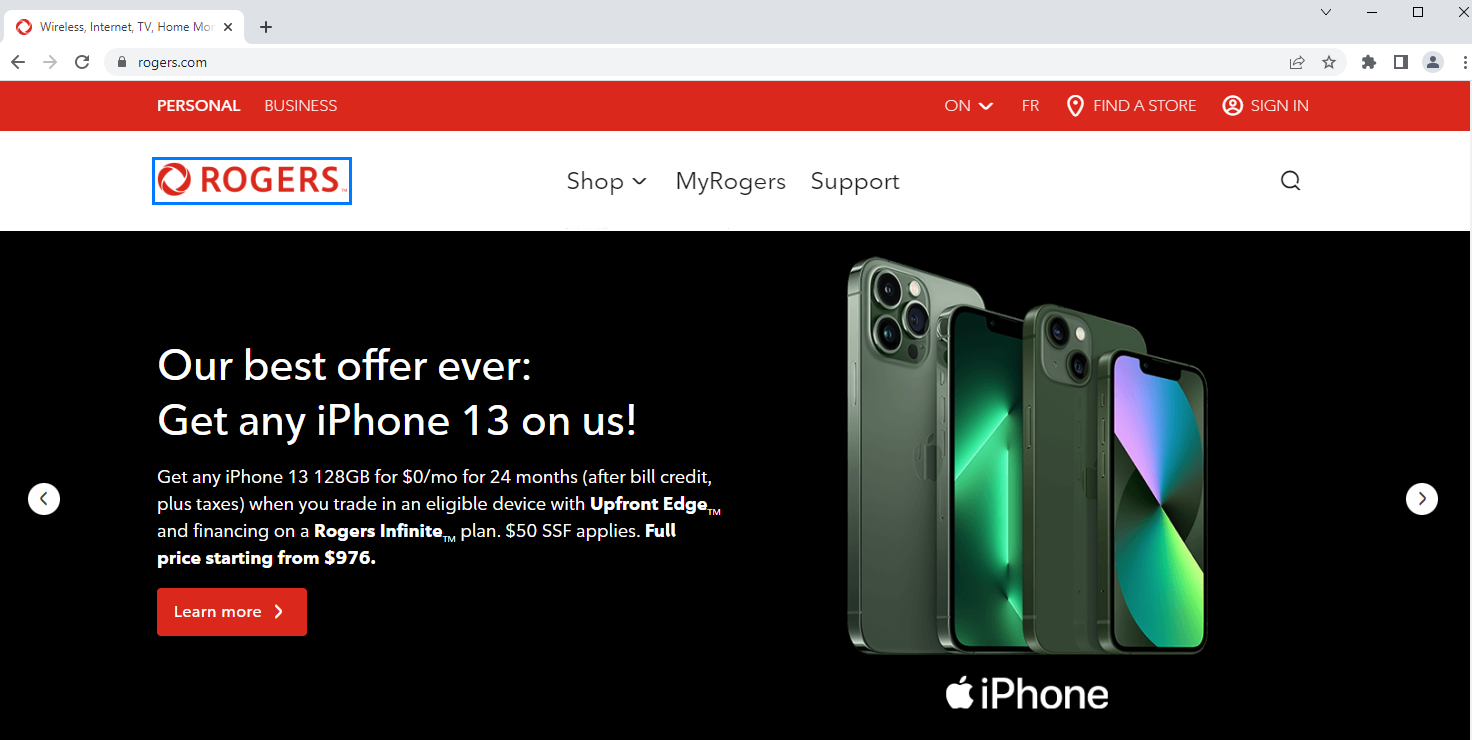 Wireless, Internet, TV, Home Mo
rogers.com
PERSONAL BUSINESS ON FR FIND A STORE SIGN IN
ROGERS™ Shop MyRogers Support
Our best offer ever:
Get any iPhone 13 on us!
Get any iPhone 13 128GB for $0/mo for 24 months (after bill credit,
plus taxes) when you trade in an eligible device with Upfront Edge™
and financing on a Rogers Infinite™ plan. $50 SSF applies. Full
price starting from $976.
Learn more
iPhone